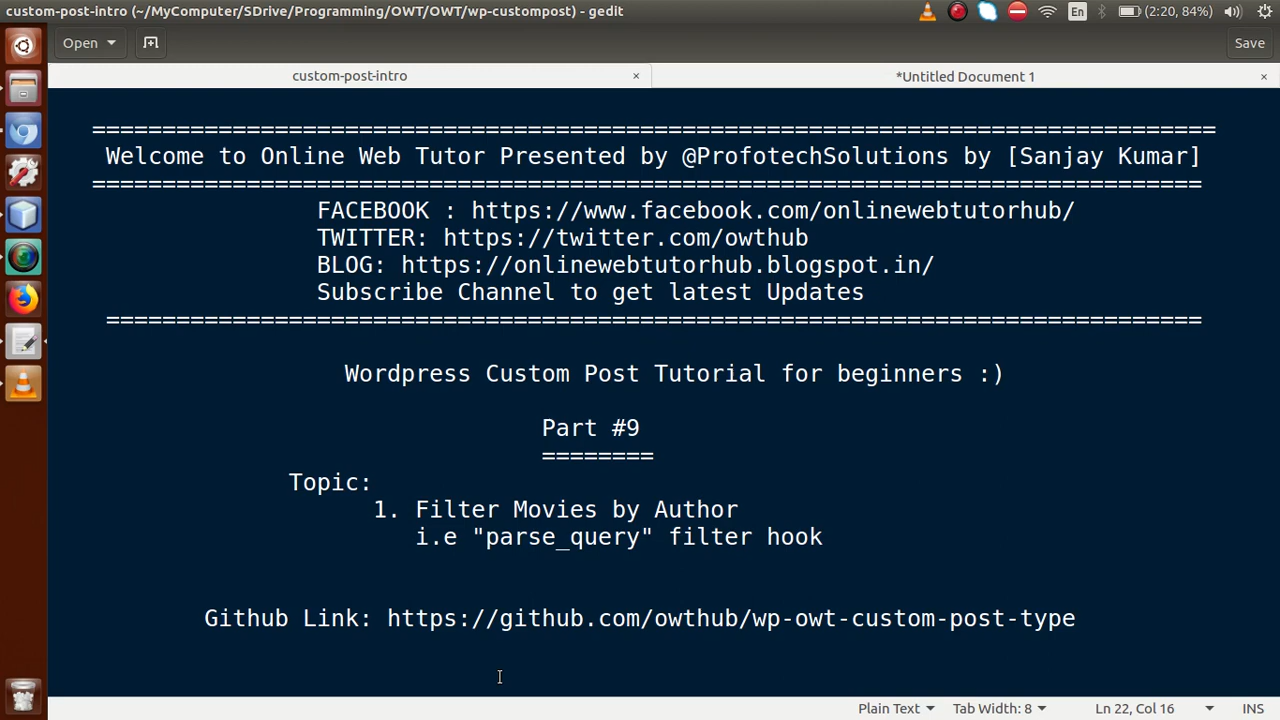 custom-post-intro (~/MyComputer/SDrive/Programming/OWT/OWT/wp-custompost) - gedit
En (2:20, 84%)
Open Save
custom-post-intro × *Untitled Document 1 ×
================================================================================
Welcome to Online Web Tutor Presented by @ProfotechSolutions by [Sanjay Kumar]
===============================================================================
FACEBOOK : https://www.facebook.com/onlinewebtutorhub/
TWITTER: https://twitter.com/owthub
BLOG: https://onlinewebtutorhub.blogspot.in/
Subscribe Channel to get latest Updates
==============================================================================
Wordpress Custom Post Tutorial for beginners :)
Part #9
========
Topic:
1. Filter Movies by Author
i.e "parse_query" filter hook
Github Link: https://github.com/owthub/wp-owt-custom-post-type
Plain Text Tab Width: 8 Ln 22, Col 16 INS